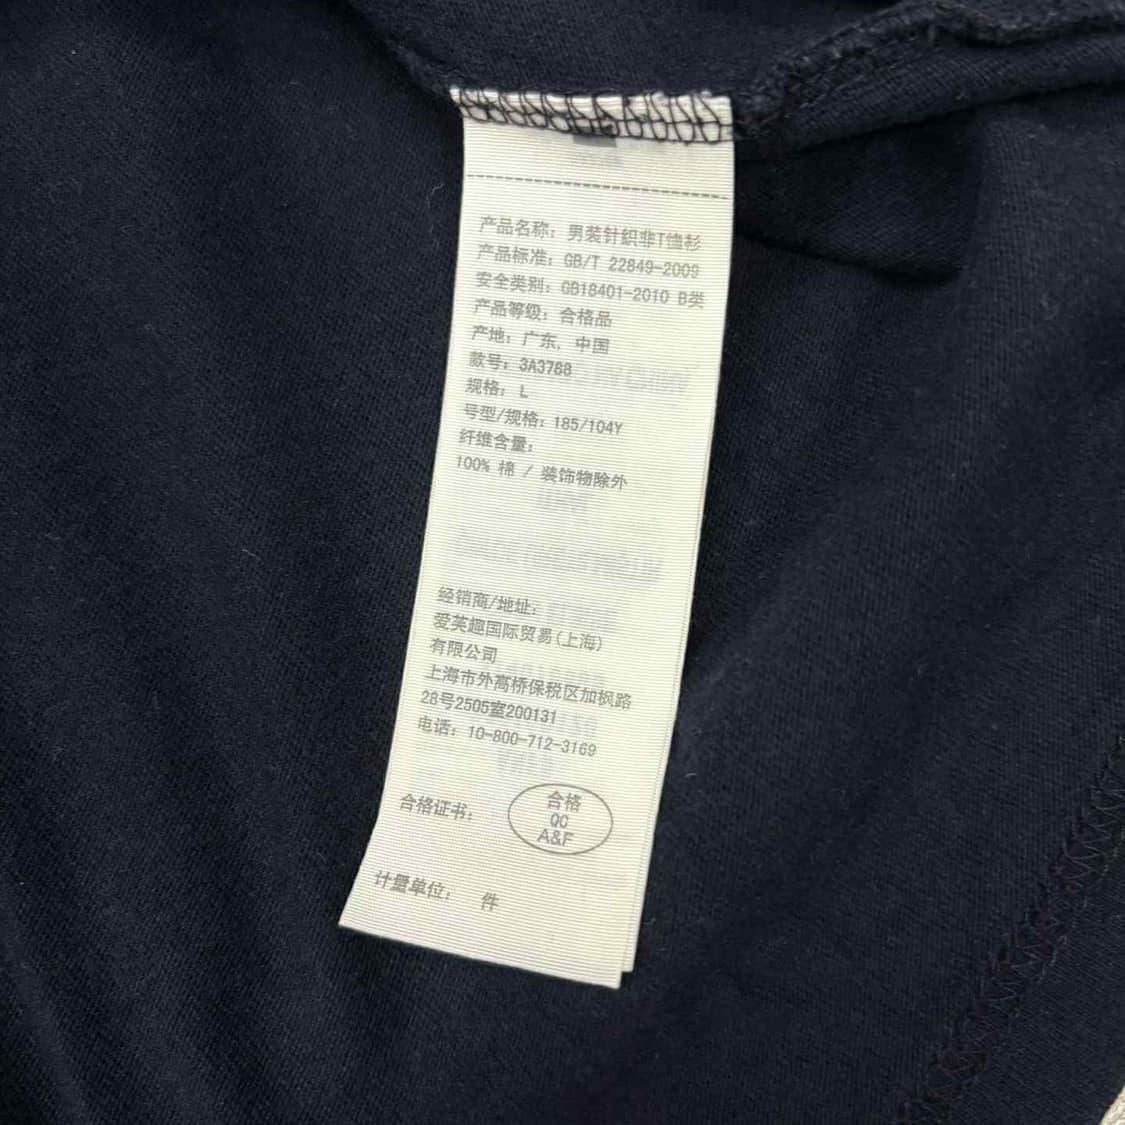 产品名称：男装针织非T恤衫
产品标准：GB/T 22849-2009
安全类别：GB18401-2010 B类
产品等级：合格品
产地：广东，中国
款号：3A3788
规格：L
号型/规格：185/104Y
纤维含量：
100% 棉 / 装饰物除外
经销商/地址：
爱芙趣国际贸易(上海)
有限公司
上海市外高桥保税区加枫路
28号2505室200131
电话：10-800-712-3169
合格证书：
合格
QC
A&F
计量单位： 件